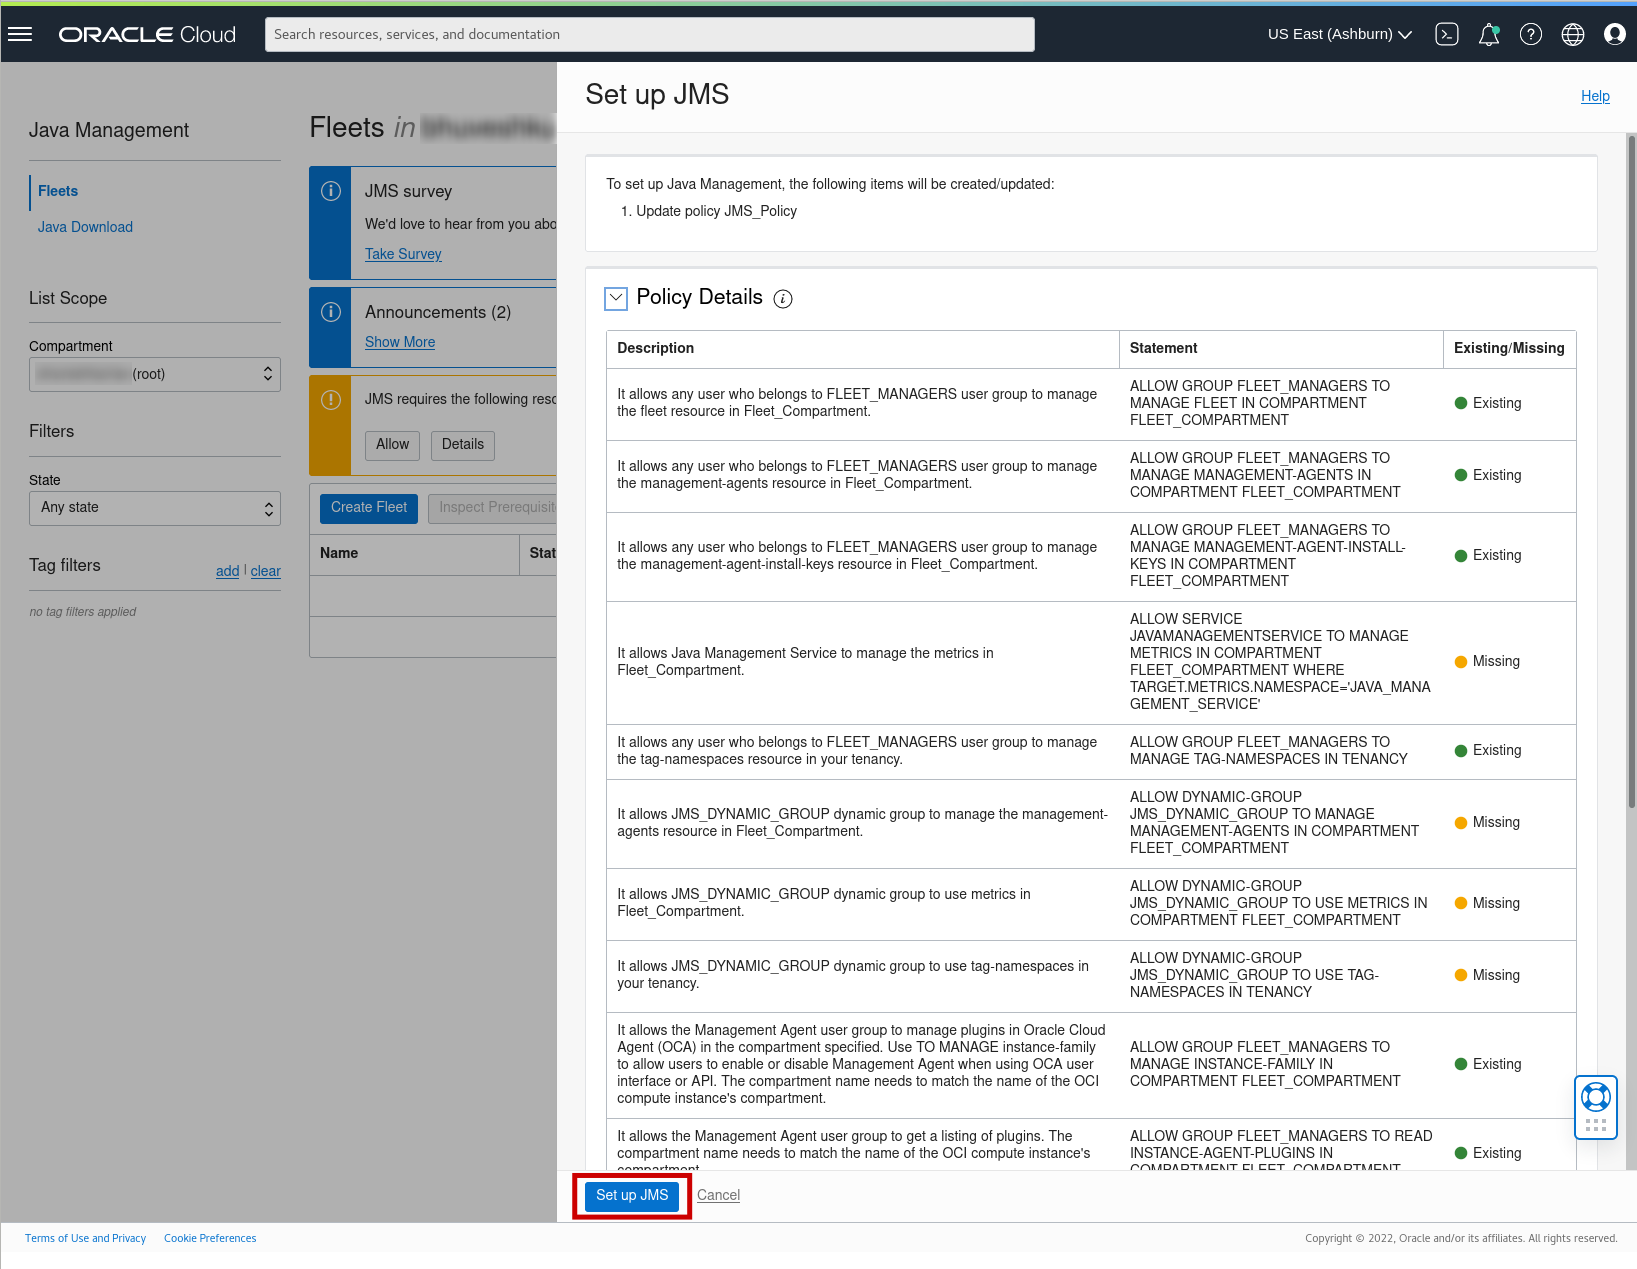 ORACLE Cloud
Search resources, services, and documentation
US East (Ashburn)
Java Management
Fleets
Java Download
List Scope
Compartment
(root)
Filters
State
Any state
Tag filters
add | clear
no tag filters applied
Fleets in
JMS survey
We'd love to hear from you abo
Take Survey
Announcements (2)
Show More
JMS requires the following reso
Allow
Details
Create Fleet
Inspect Prerequisit
Name
Stat
Set up JMS
Help
To set up Java Management, the following items will be created/updated:
1. Update policy JMS_Policy
Policy Details
Description
Statement
Existing/Missing
It allows any user who belongs to FLEET_MANAGERS user group to manage
the fleet resource in Fleet_Compartment.
ALLOW GROUP FLEET_MANAGERS TO
MANAGE FLEET IN COMPARTMENT
FLEET_COMPARTMENT
Existing
It allows any user who belongs to FLEET_MANAGERS user group to manage
the management-agents resource in Fleet_Compartment.
ALLOW GROUP FLEET_MANAGERS TO
MANAGE MANAGEMENT-AGENTS IN
COMPARTMENT FLEET_COMPARTMENT
Existing
It allows any user who belongs to FLEET_MANAGERS user group to manage
the management-agent-install-keys resource in Fleet_Compartment.
ALLOW GROUP FLEET_MANAGERS TO
MANAGE MANAGEMENT-AGENT-INSTALL-
KEYS IN COMPARTMENT
FLEET_COMPARTMENT
Existing
It allows Java Management Service to manage the metrics in
Fleet_Compartment.
ALLOW SERVICE
JAVAMANAGEMENTSERVICE TO MANAGE
METRICS IN COMPARTMENT
FLEET_COMPARTMENT WHERE
TARGET.METRICS.NAMESPACE='JAVA_MANA
GEMENT_SERVICE'
Missing
It allows any user who belongs to FLEET_MANAGERS user group to manage
the tag-namespaces resource in your tenancy.
ALLOW GROUP FLEET_MANAGERS TO
MANAGE TAG-NAMESPACES IN TENANCY
Existing
It allows JMS_DYNAMIC_GROUP dynamic group to manage the management-
agents resource in Fleet_Compartment.
ALLOW DYNAMIC-GROUP
JMS_DYNAMIC_GROUP TO MANAGE
MANAGEMENT-AGENTS IN COMPARTMENT
FLEET_COMPARTMENT
Missing
It allows JMS_DYNAMIC_GROUP dynamic group to use metrics in
Fleet_Compartment.
ALLOW DYNAMIC-GROUP
JMS_DYNAMIC_GROUP TO USE METRICS IN
COMPARTMENT FLEET_COMPARTMENT
Missing
It allows JMS_DYNAMIC_GROUP dynamic group to use tag-namespaces in
your tenancy.
ALLOW DYNAMIC-GROUP
JMS_DYNAMIC_GROUP TO USE TAG-
NAMESPACES IN TENANCY
Missing
It allows the Management Agent user group to manage plugins in Oracle Cloud
Agent (OCA) in the compartment specified. Use TO MANAGE instance-family
to allow users to enable or disable Management Agent when using OCA user
interface or API. The compartment name needs to match the name of the OCI
compute instance's compartment.
ALLOW GROUP FLEET_MANAGERS TO
MANAGE INSTANCE-FAMILY IN
COMPARTMENT FLEET_COMPARTMENT
Existing
It allows the Management Agent user group to get a listing of plugins. The
compartment name needs to match the name of the OCI compute instance's
compartment
ALLOW GROUP FLEET_MANAGERS TO READ
INSTANCE-AGENT-PLUGINS IN
COMPARTMENT FLEET_COMPARTMENT
Existing
Set up JMS
Cancel
Terms of Use and Privacy
Cookie Preferences
Copyright © 2022, Oracle and/or its affiliates. All rights reserved.